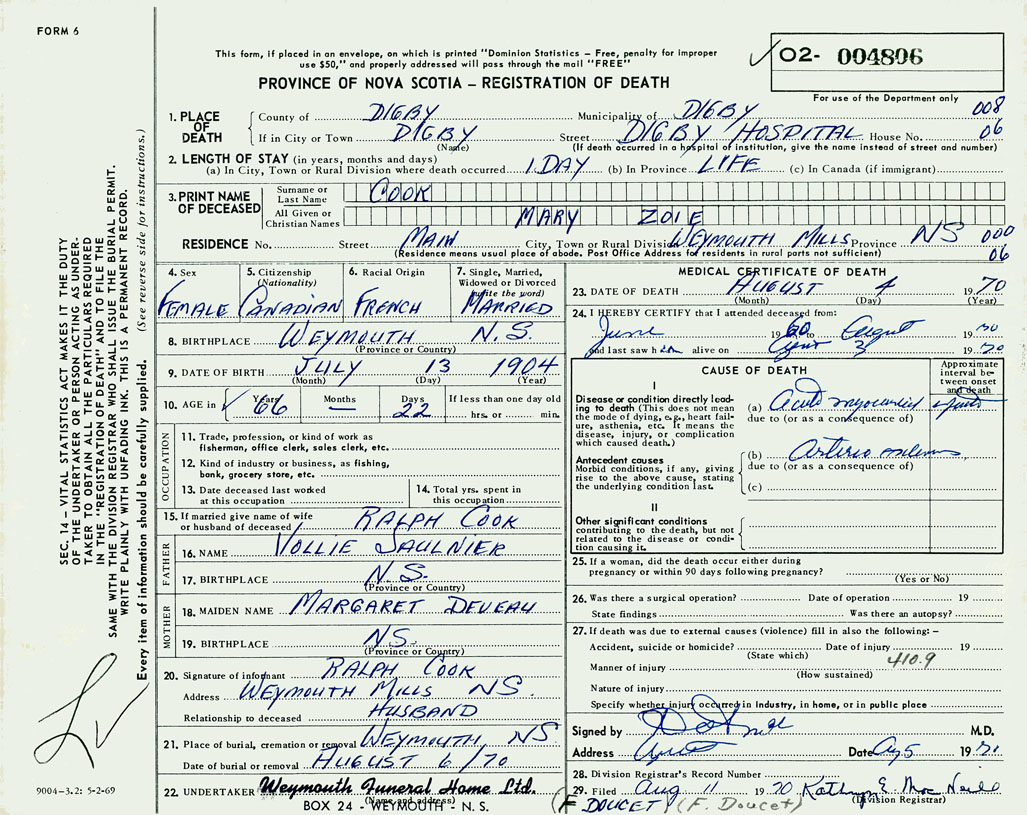 FORM 6
This form, if placed in an envelope, on which is printed "Dominion Statistics – Free, penalty for improper
use $50," and properly addressed will pass through the mail "FREE"
PROVINCE OF NOVA SCOTIA – REGISTRATION OF DEATH
02- 004806
For use of the Department only
1. PLACE OF DEATH
County of DIGBY Municipality of DIGBY 008
If in City or Town DIGBY Street DIGBY HOSPITAL House No. 06
(Name) (If death occurred in a hospital of institution, give the name instead of street and number)
2. LENGTH OF STAY (in years, months and days)
(a) In City, Town or Rural Division where death occurred 1 DAY (b) In Province LIFE (c) In Canada (if immigrant)
3. PRINT NAME OF DECEASED
Surname or Last Name COOK
All Given or Christian Names MARY ZOIE
RESIDENCE No. Street MAIN City, Town or Rural Division WEYMOUTH MILLS Province NS 000
(Residence means usual place of abode. Post Office Address for residents in rural parts not sufficient) 06
4. Sex 5. Citizenship (Nationality) 6. Racial Origin 7. Single, Married, Widowed or Divorced (write the word)
FEMALE CANADIAN FRENCH MARRIED
8. BIRTHPLACE WEYMOUTH N.S.
(Province or Country)
9. DATE OF BIRTH JULY 13 1904
(Month) (Day) (Year)
10. AGE in Years Months Days If less than one day old
66 – 22 hrs. or min.
OCCUPATION
11. Trade, profession, or kind of work as
fisherman, office clerk, sales clerk, etc.
12. Kind of industry or business, as fishing,
bank, grocery store, etc.
13. Date deceased last worked
at this occupation
14. Total yrs. spent in
this occupation
15. If married give name of wife
or husband of deceased RALPH COOK
FATHER
16. NAME VOLLIE SAULNIER
17. BIRTHPLACE N.S.
(Province or Country)
MOTHER
18. MAIDEN NAME MARGARET DEVEAU
19. BIRTHPLACE N.S.
(Province or Country)
20. Signature of informant RALPH COOK
Address WEYMOUTH MILLS NS.
Relationship to deceased HUSBAND
21. Place of burial, cremation or removal WEYMOUTH, NS
Date of burial or removal AUGUST 6/70
22. UNDERTAKER Weymouth Funeral Home Ltd.
(Name and address)
BOX 24 - WEYMOUTH - N.S.
(F. DOUCET) (F. Doucet)
MEDICAL CERTIFICATE OF DEATH
23. DATE OF DEATH AUGUST 4 1970
(Month) (Day) (Year)
24. I HEREBY CERTIFY that I attended deceased from:
June 1960 to August 1970
and last saw her alive on 3 1970
CAUSE OF DEATH
Approximate interval between onset and death
I
Disease or condition directly leading to death (This does not
the mode of dying, e.g., heart failure, asthenia, etc. It means the
disease, injury, or complication
which caused death.)
(a) Acute myocardial infarct
due to (or as a consequence of)
Antecedent causes
Morbid conditions, if any, giving
rise to the above cause, stating
the underlying condition last.
(b) Arterio
due to (or as a consequence of)
(c)
II
Other significant conditions
contributing to the death, but not
related to the disease or condition causing it.
25. If a woman, did the death occur either during
pregnancy or within 90 days following pregnancy?
(Yes or No)
26. Was there a surgical operation? Date of operation 19
State findings Was there an autopsy?
27. If death was due to external causes (violence) fill in also the following: –
Accident, suicide or homicide? Date of injury 19
(State which) 410.9
Manner of injury
(How sustained)
Nature of injury
Specify whether injury occurred in industry, in home, or in public place
Signed by M.D.
Address Date Aug 5 1970
28. Division Registrar's Record Number
29. Filed Aug 11 1970 Kathryn E. Mac Neill
(Division Registrar)
SEC. 14 – VITAL STATISTICS ACT MAKES IT THE DUTY
OF THE UNDERTAKER OR PERSON ACTING AS UNDER-
TAKER TO OBTAIN ALL THE PARTICULARS REQUIRED
IN THE "REGISTRATION OF DEATH" AND TO FILE THE
SAME WITH THE DIVISION REGISTRAR WHO SHALL ISSUE THE BURIAL PERMIT.
WRITE PLAINLY WITH UNFADING INK. THIS IS A PERMANENT RECORD.
Every item of information should be carefully supplied. (See reverse side for instructions.)
9004-3.2: 5-2-69